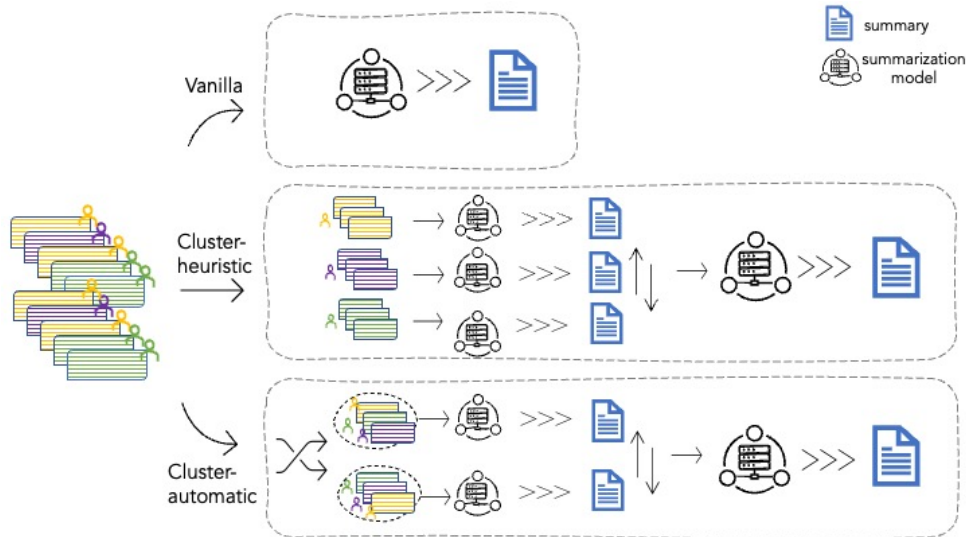 summary
summarization
model
Vanilla
Cluster-
heuristic
Cluster-
automatic